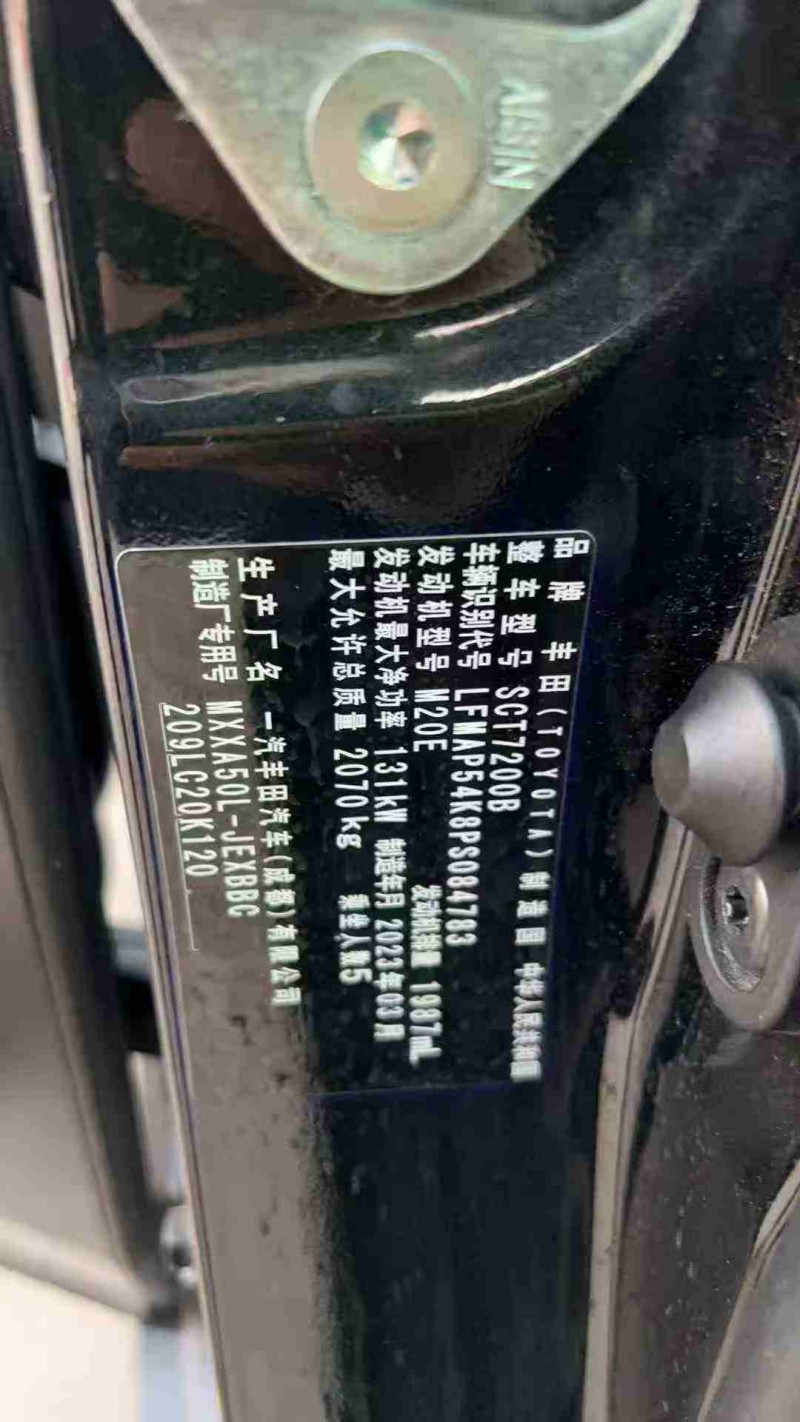 AISIN
品牌 丰田(TOYOTA) 制造国 中华人民共和国
整车型号 SCT7200B
车辆识别代号 LFMAP54K8PS084783
发动机型号 M20E 发动机排量 1987mL
发动机最大净功率 131kW 制造年月 2023年03月
最大允许总质量 2070kg 乘坐人数5
生产厂名 一汽丰田汽车(成都)有限公司
制造厂专用号 MXXA50L-JEXBBC
209LC20K120